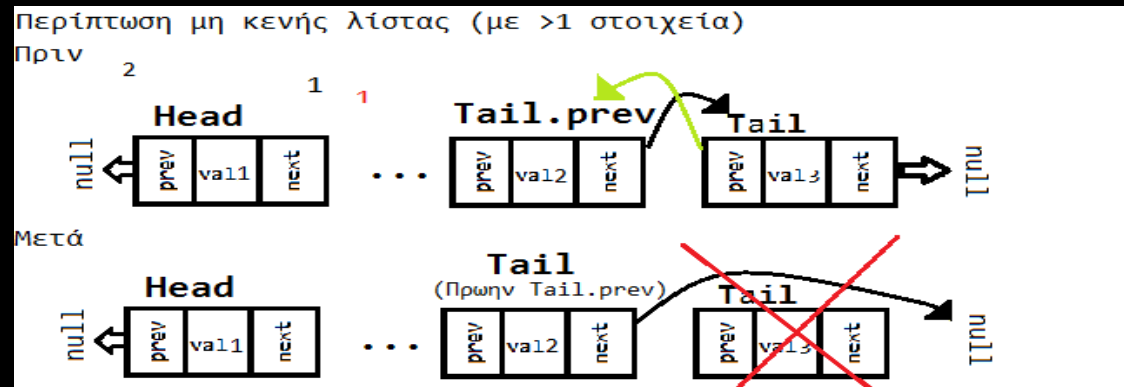 Περίπτωση μη κενής λίστας (με >1 στοιχεία)
Πριν
2
1
1
Head
Tail.prev
Tail
null
prev val1 next
...
prev val2 next
prev val3 next
null
Μετά
Head
Tail
(Πρωην Tail.prev)
Tail
null
prev val1 next
...
prev val2 next
prev val3 next
null